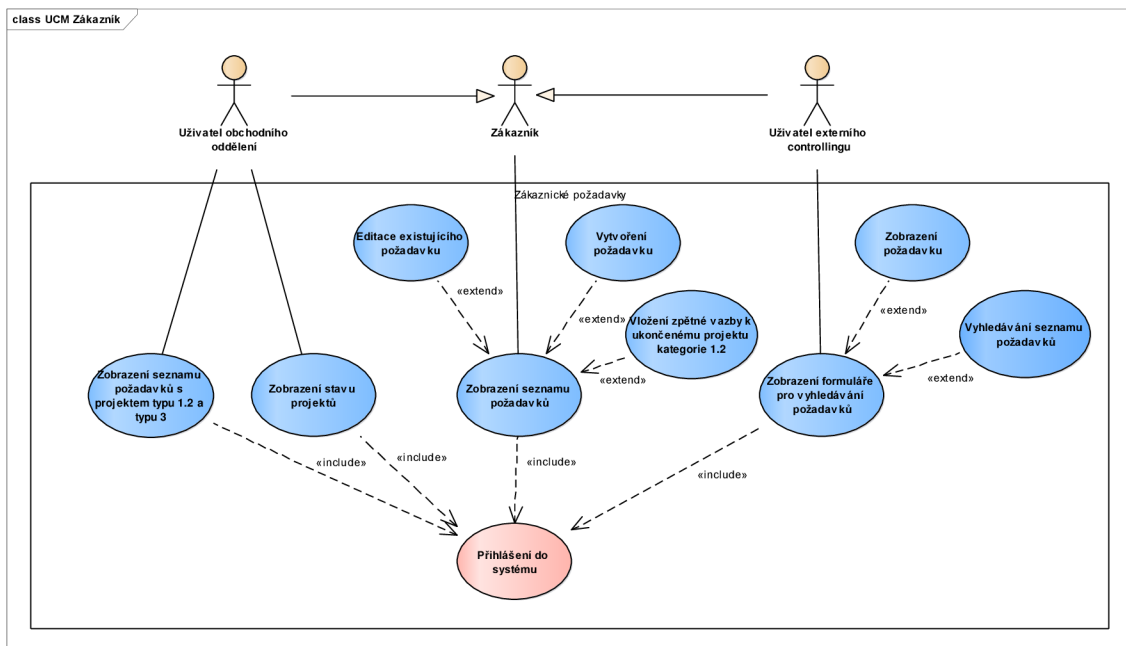 class UCM Zákazník
Uživatel obchodního
oddělení
Zákazník
Uživatel externího
controllingu
Zákaznické požadavky
Editace existujícího
požadavku
Vytvoření
požadavku
Zobrazení
požadavku
«extend»
«extend»
«extend»
Vložení zpětné vazby k
ukončenému projektu
kategorie 1.2
Vyhledávání seznamu
požadavků
«extend»
«extend»
Zobrazení seznamu
požadavků s
projektem typu 1.2 a
typu 3
Zobrazení stavu
projektů
Zobrazení seznamu
požadavků
Zobrazení formuláře
pro vyhledávání
požadavků
«include»
«include»
«include»
«include»
Přihlášení do
systému